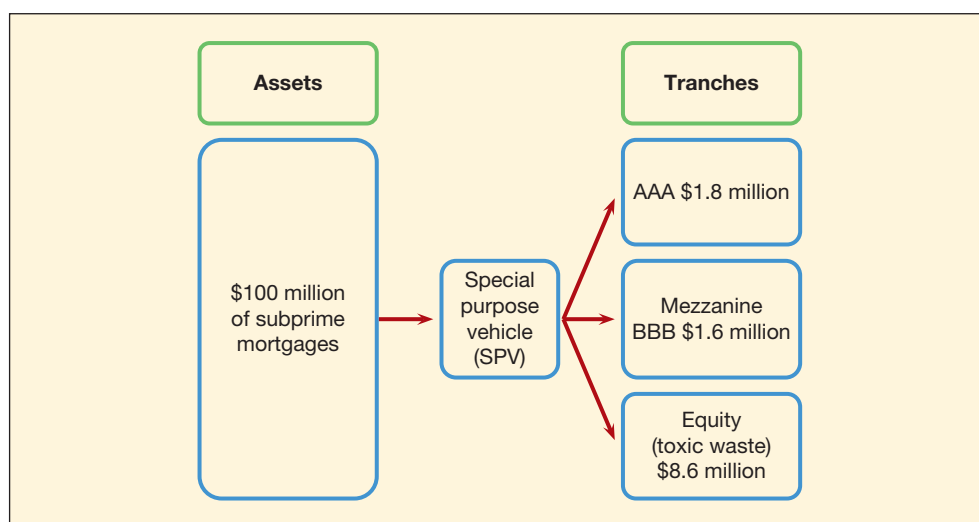 Assets
Tranches
$100 million
of subprime
mortgages
Special
purpose
vehicle
(SPV)
AAA $1.8 million
Mezzanine
BBB $1.6 million
Equity
(toxic waste)
$8.6 million